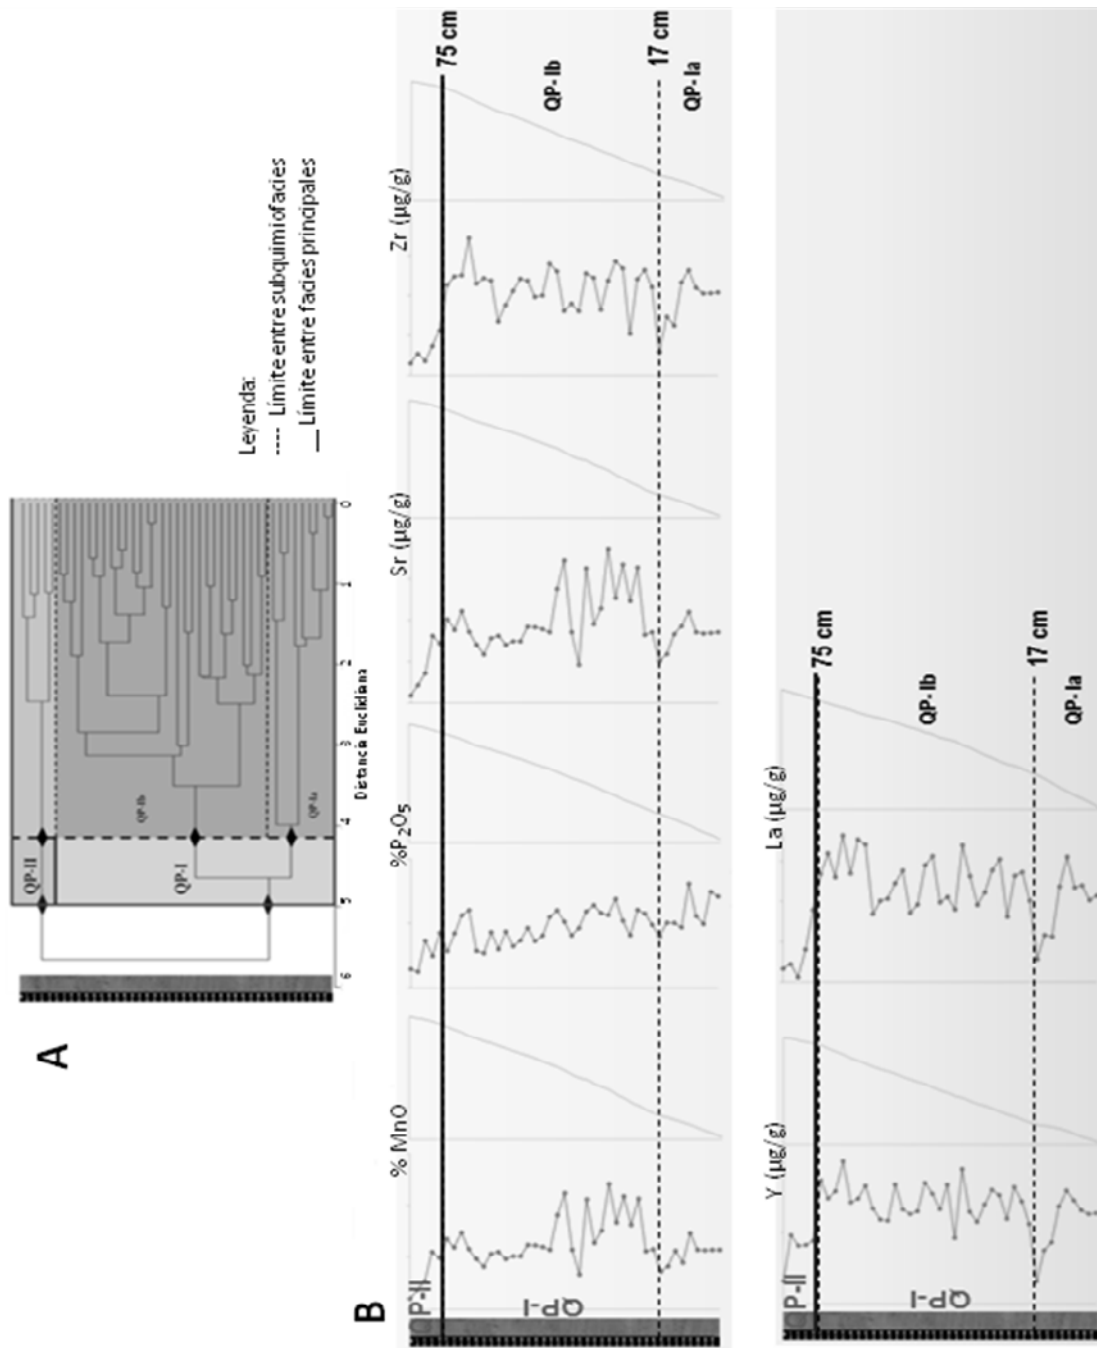 A
QP-II
QP-I
QP-Ib
QP-Ia
0
1
2
3
4
5
6
Distancia Euclidiana
Leyenda:
---- Límite entre subquimiofacies
— Límite entre facies principales
B
% MnO
%P₂O₅
Sr (µg/g)
Zr (µg/g)
QP-II
QP-I
75 cm
QP-Ib
17 cm
QP-Ia
Y (µg/g)
La (µg/g)
QP-II
QP-I
75 cm
QP-Ib
17 cm
QP-Ia